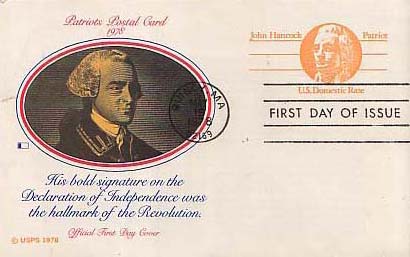 Patriots Postal Card
1978
John Hancock Patriot
U.S. Domestic Rate
MA
FIRST DAY OF ISSUE
His bold signature on the
Declaration of Independence was
the hallmark of the Revolution.
Official First Day Cover
© USPS 1978